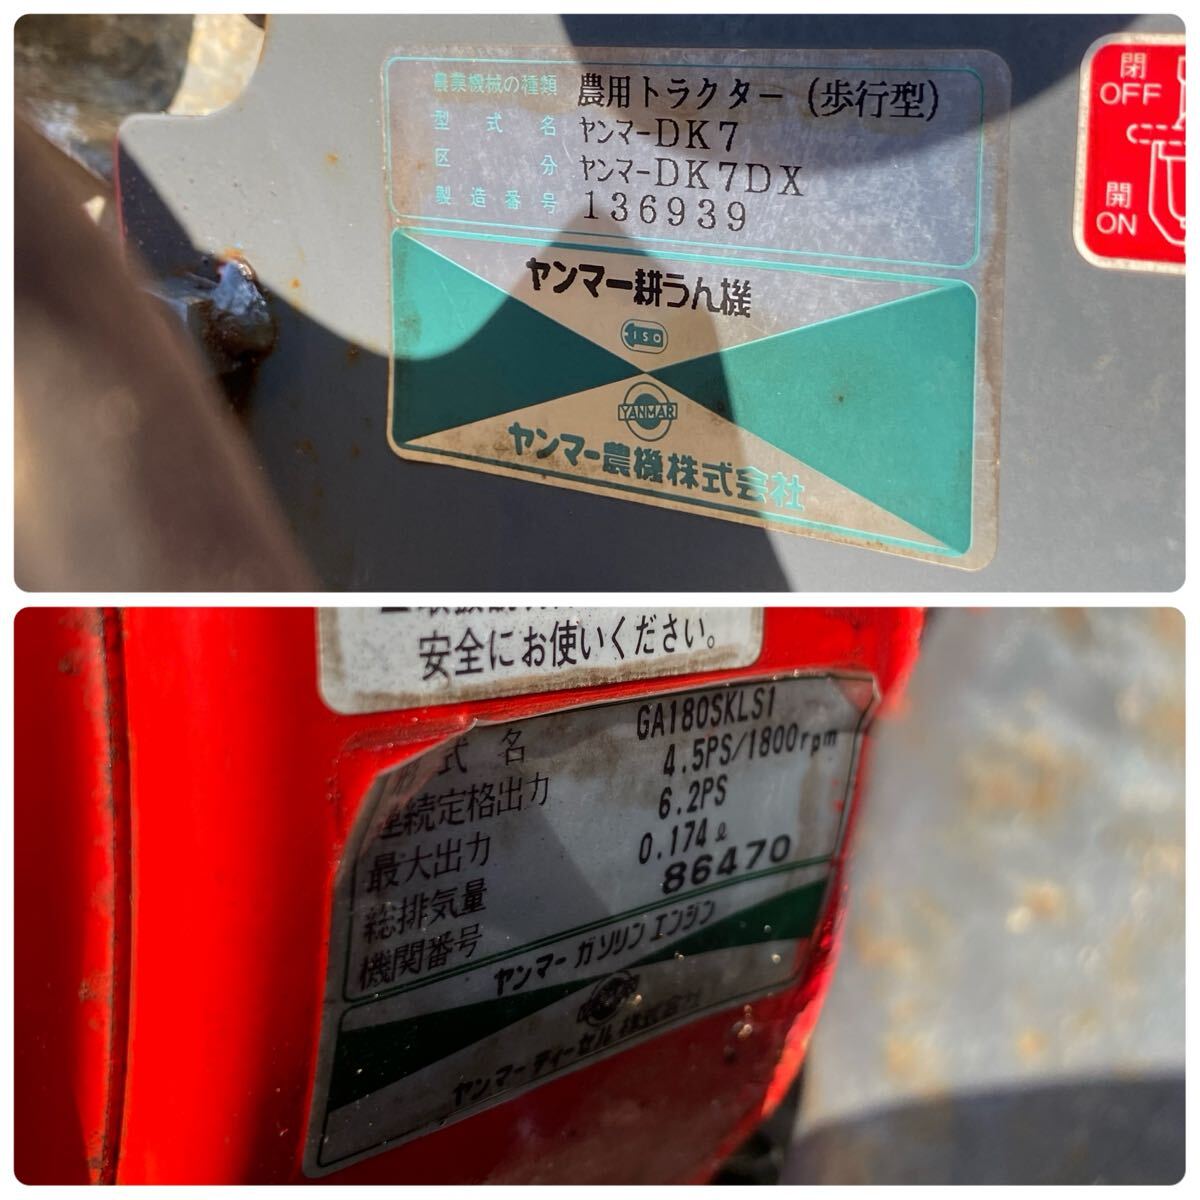 農業機械の種類 農用トラクター (歩行型)
型式名 ヤンマーDK7
区分 ヤンマーDK7DX
製造番号 136939
ヤンマー耕うん機
ISO
YANMAR
ヤンマー農機株式会社
閉
OFF
開
ON
安全にお使いください。
式名 GA180SKLS1
連続定格出力 4.5PS/1800rpm
最大出力 6.2PS
総排気量 0.174ℓ
機関番号 86470
ヤンマーガソリンエンジン
ヤンマーディーゼル株式会社